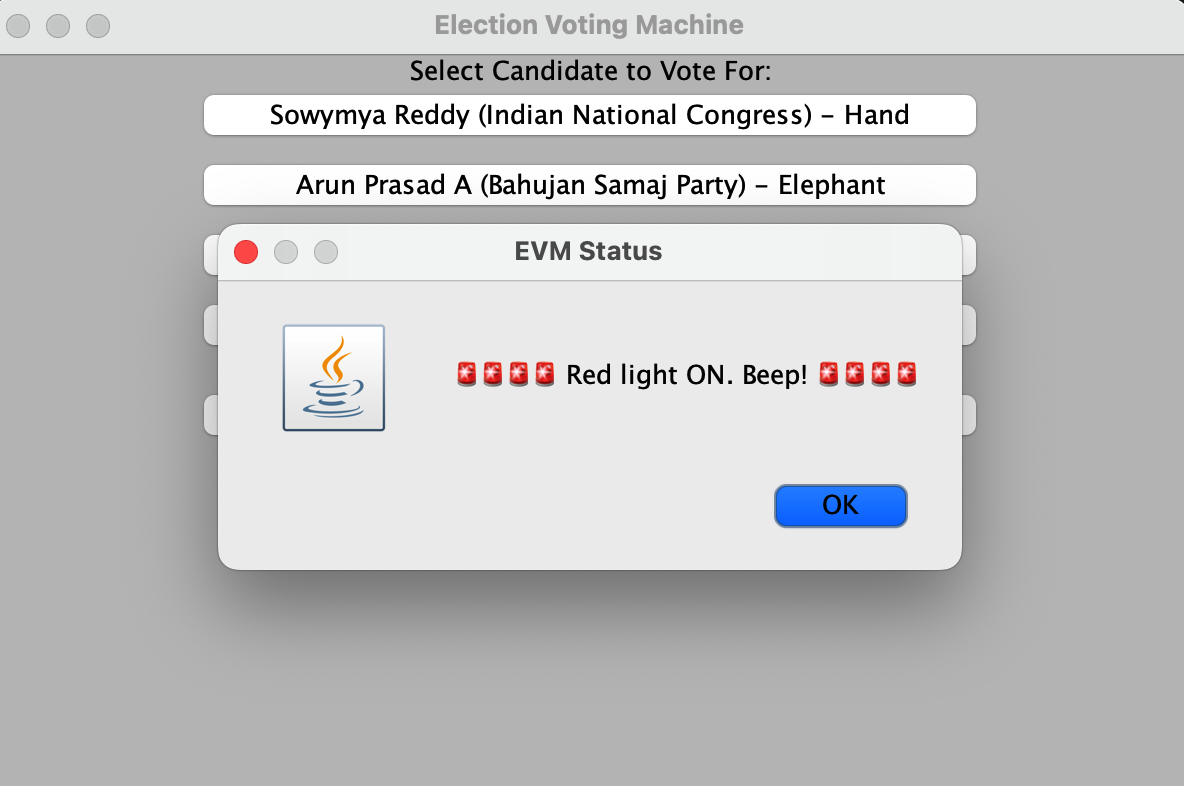 Election Voting Machine
Select Candidate to Vote For:
Sowymya Reddy (Indian National Congress) – Hand
Arun Prasad A (Bahujan Samaj Party) – Elephant
EVM Status
🚨🚨🚨🚨 Red light ON. Beep! 🚨🚨🚨🚨
OK